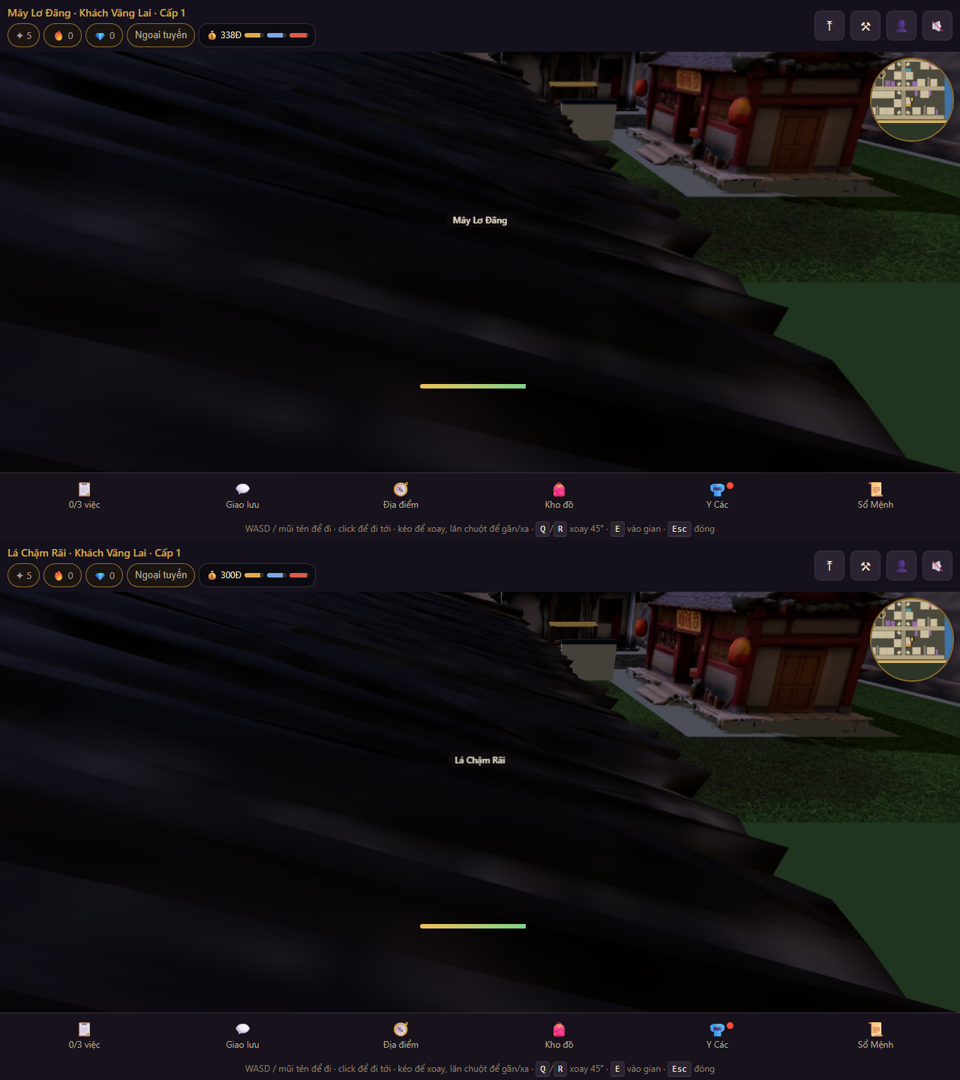 Mây Lơ Đãng · Khách Vãng Lai · Cấp 1
5
0
0
Ngoại tuyến
338Đ
Mây Lơ Đãng
0/3 việc
Giao lưu
Địa điểm
Kho đồ
Y Các
Sổ Mệnh
WASD / mũi tên để đi · click để đi tới · kéo để xoay, lăn chuột để gần/xa · Q / R xoay 45° · E vào gian · Esc đóng
Lá Chậm Rãi · Khách Vãng Lai · Cấp 1
5
0
0
Ngoại tuyến
300Đ
Lá Chậm Rãi
0/3 việc
Giao lưu
Địa điểm
Kho đồ
Y Các
Sổ Mệnh
WASD / mũi tên để đi · click để đi tới · kéo để xoay, lăn chuột để gần/xa · Q / R xoay 45° · E vào gian · Esc đóng